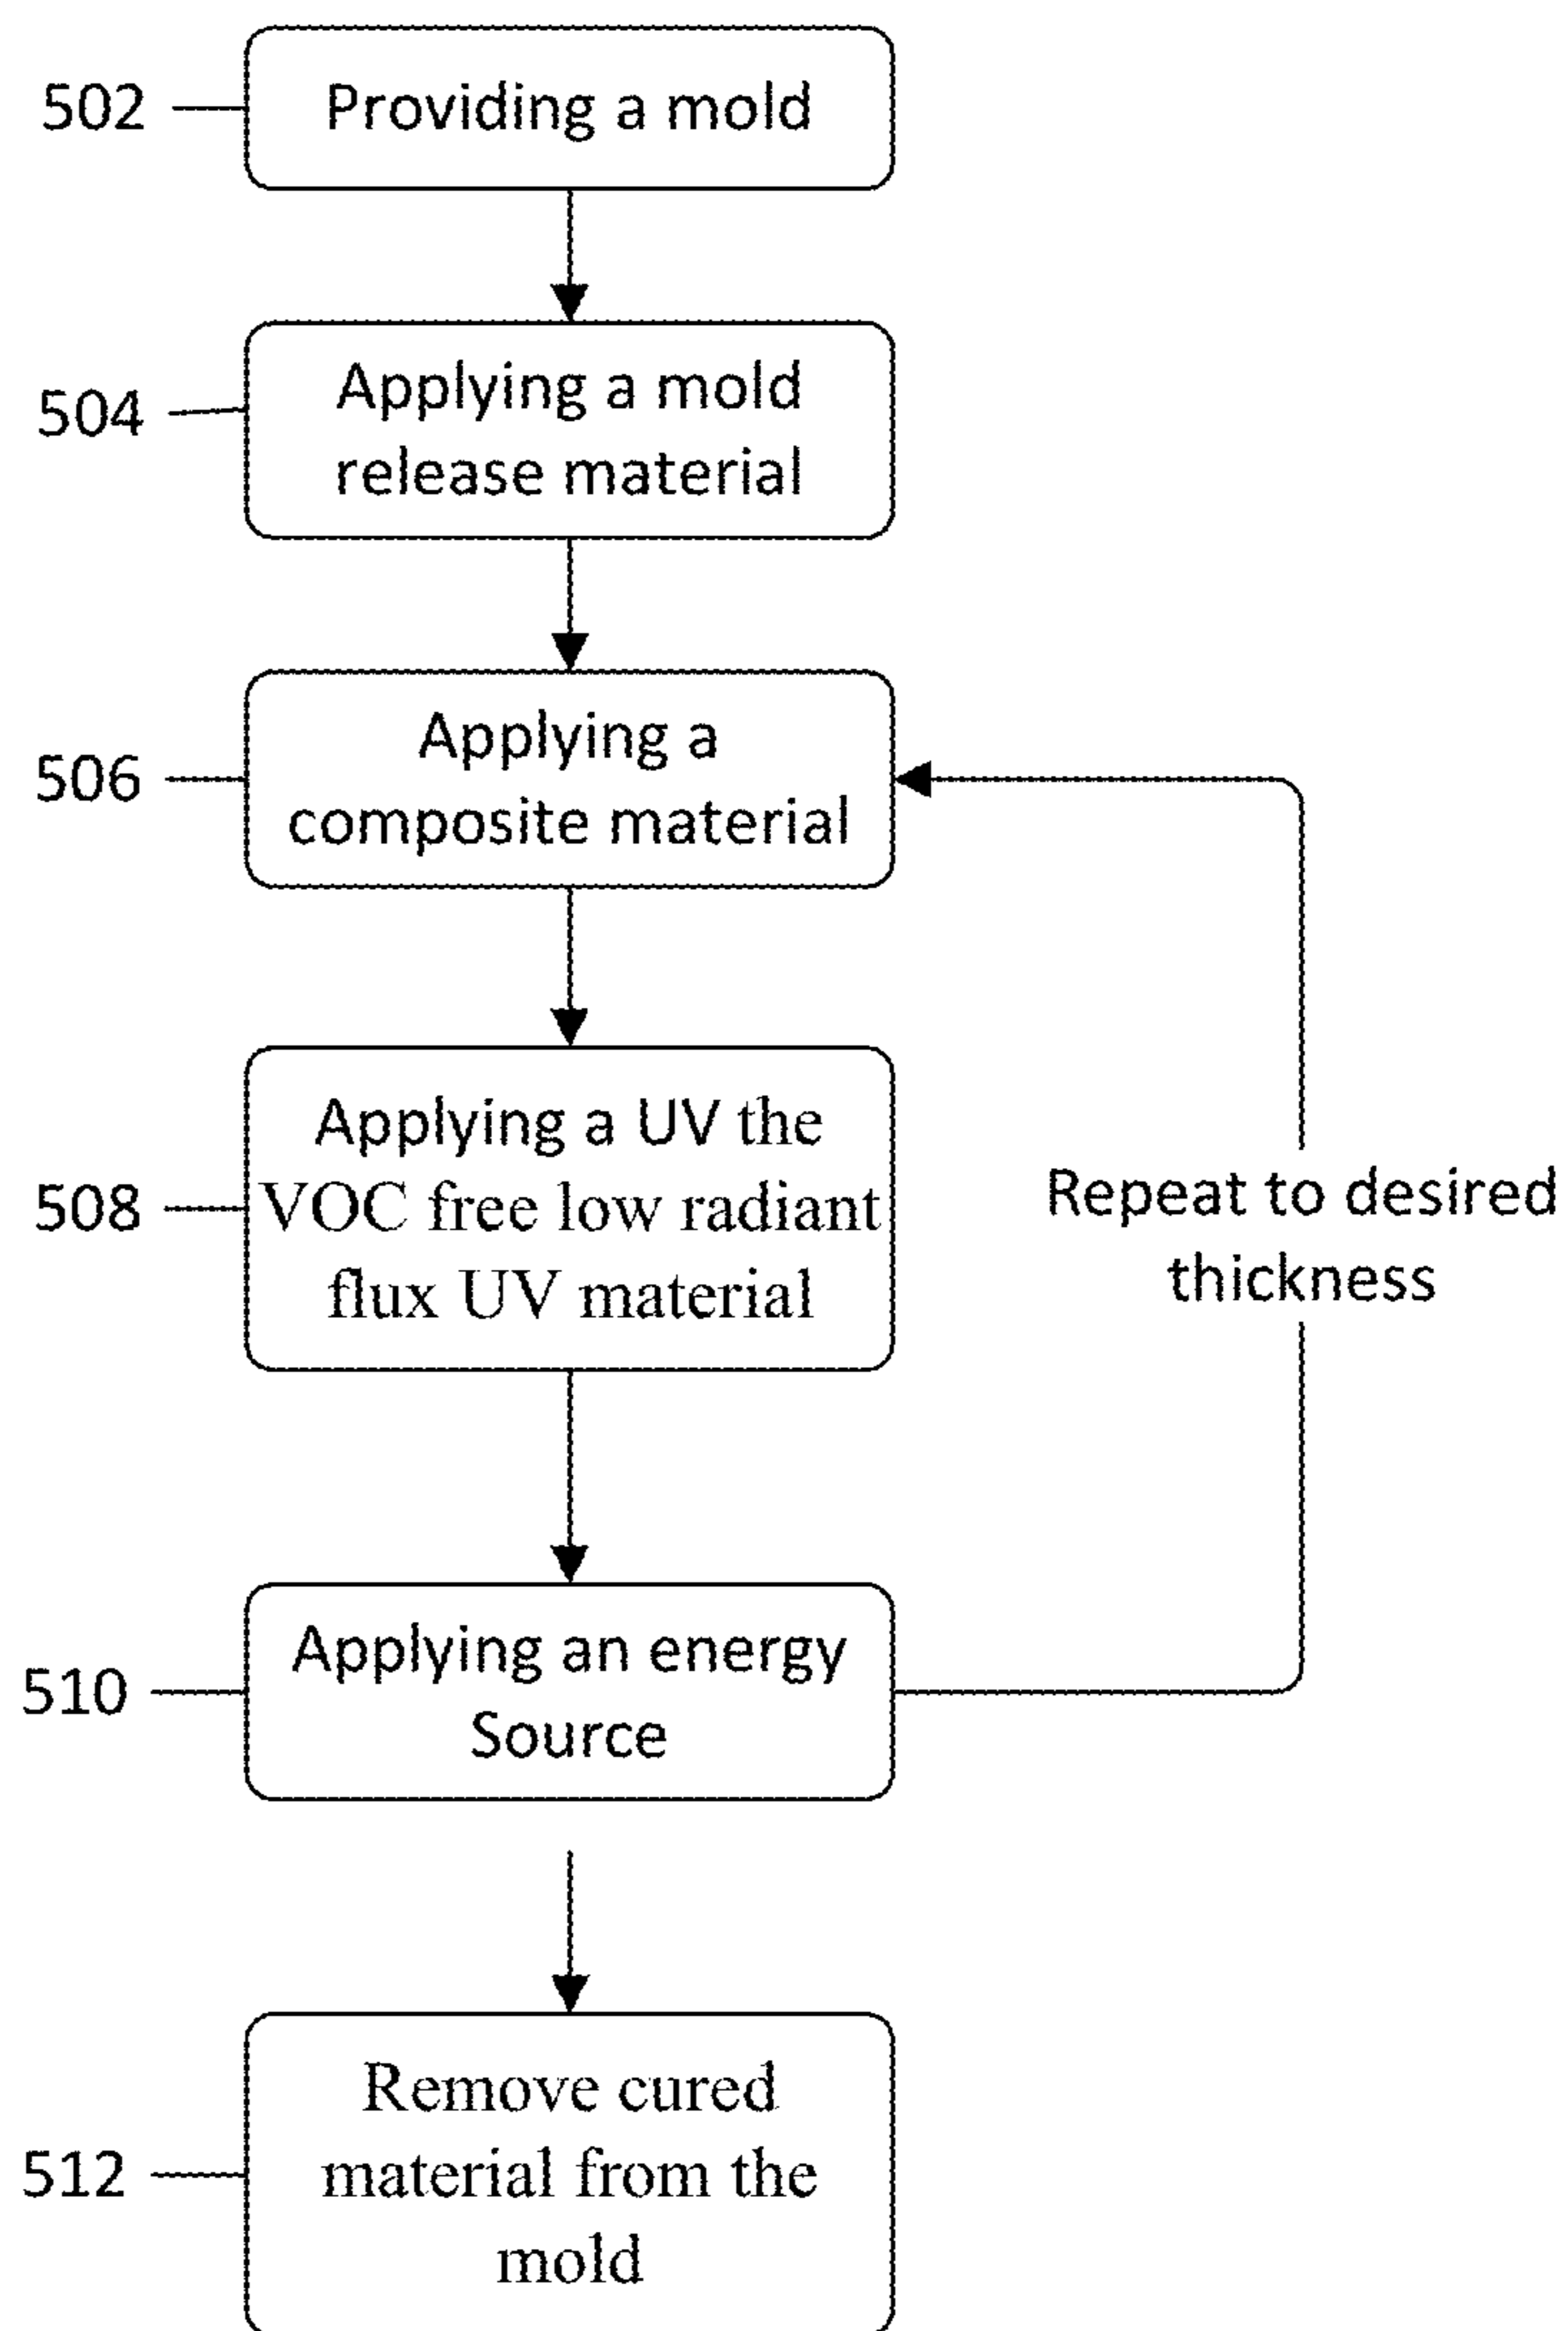 502
Providing a mold
504
Applying a mold
release material
506
Applying a
composite material
508
Applying a UV the
VOC free low radiant
flux UV material
Repeat to desired
thickness
510
Applying an energy
Source
512
Remove cured
material from the
mold